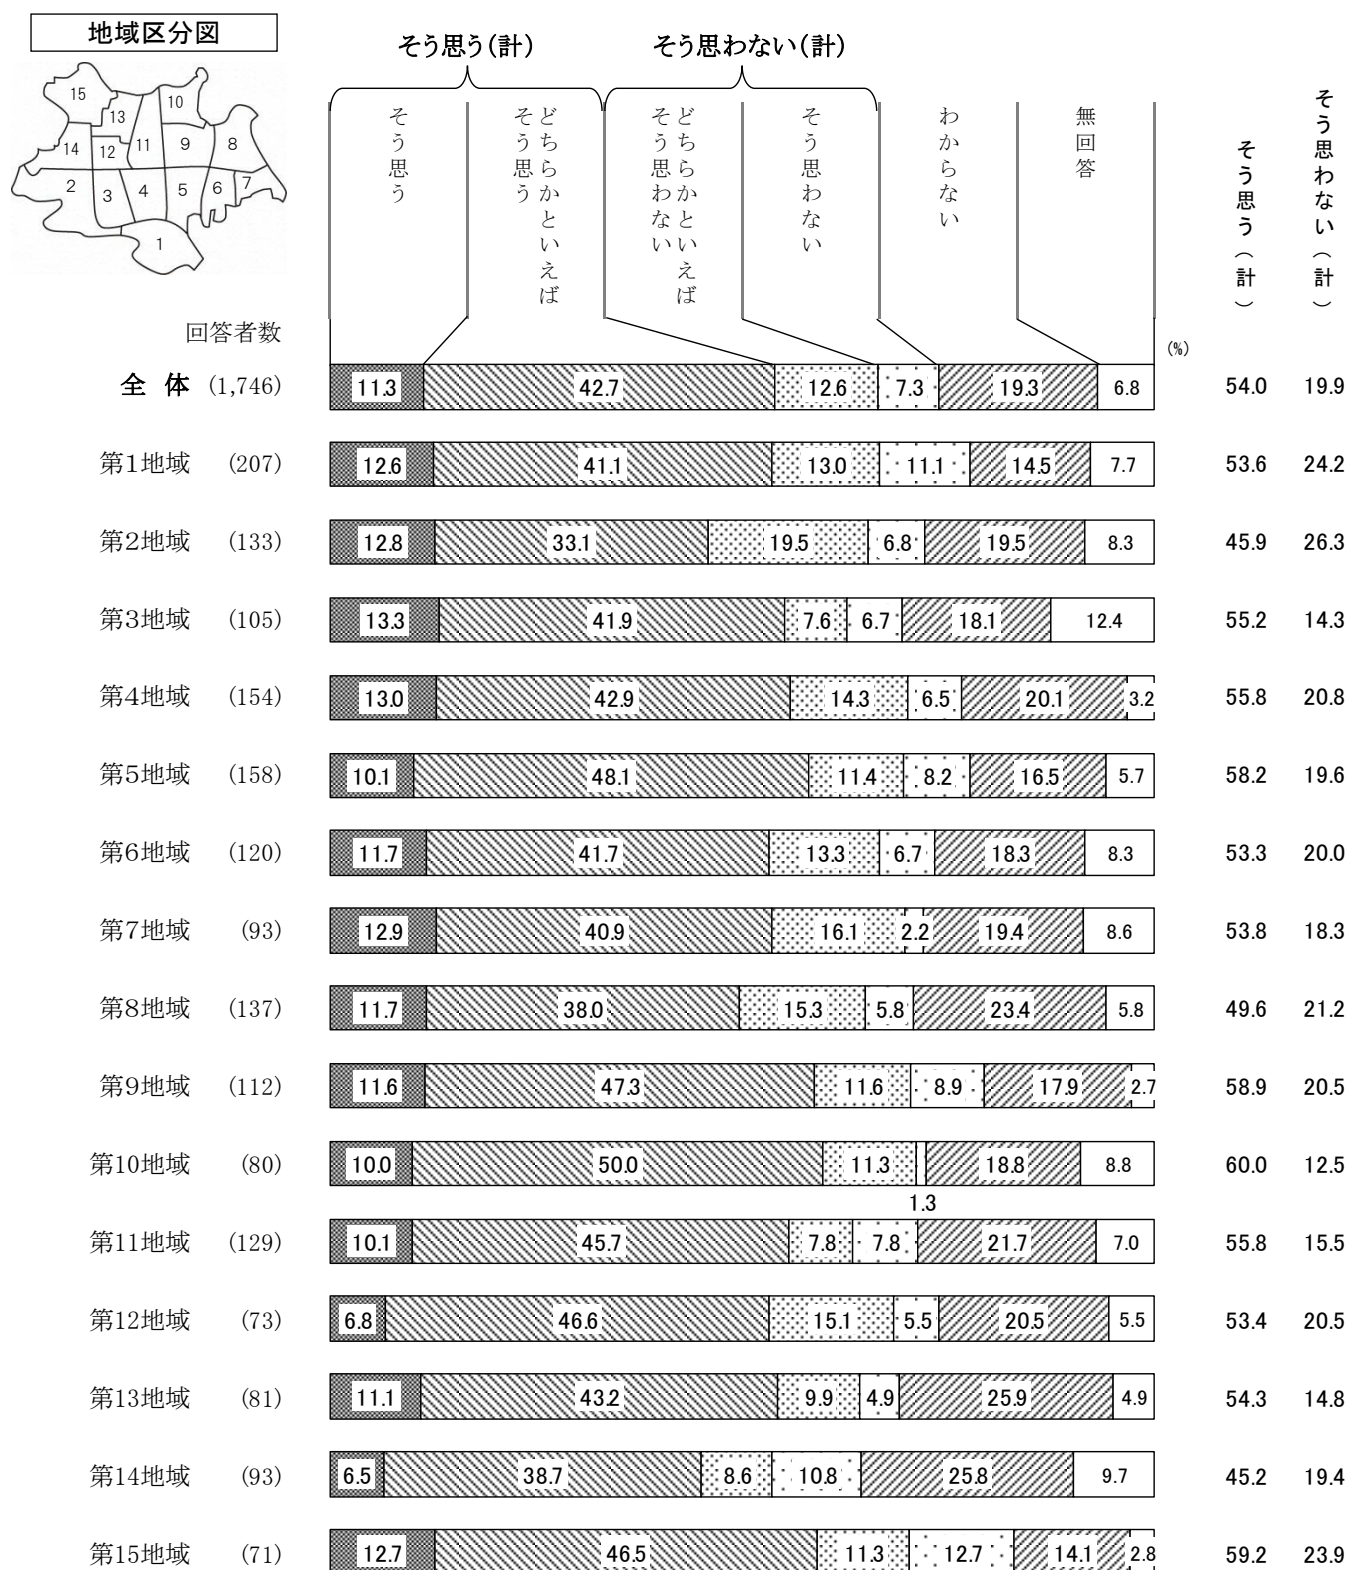 地域区分図
15
10
13
14
12
11
9
8
2
3
4
5
6
7
1
そう思う(計)
そう思わない(計)
そう思う
どちらかといえば
そう思う
どちらかといえば
そう思わない
そう思わない
わからない
無回答
そう思う(計)
そう思わない(計)
回答者数
(%)
全 体 (1,746) 11.3 42.7 12.6 7.3 19.3 6.8 54.0 19.9
第1地域 (207) 12.6 41.1 13.0 11.1 14.5 7.7 53.6 24.2
第2地域 (133) 12.8 33.1 19.5 6.8 19.5 8.3 45.9 26.3
第3地域 (105) 13.3 41.9 7.6 6.7 18.1 12.4 55.2 14.3
第4地域 (154) 13.0 42.9 14.3 6.5 20.1 3.2 55.8 20.8
第5地域 (158) 10.1 48.1 11.4 8.2 16.5 5.7 58.2 19.6
第6地域 (120) 11.7 41.7 13.3 6.7 18.3 8.3 53.3 20.0
第7地域 (93) 12.9 40.9 16.1 2.2 19.4 8.6 53.8 18.3
第8地域 (137) 11.7 38.0 15.3 5.8 23.4 5.8 49.6 21.2
第9地域 (112) 11.6 47.3 11.6 8.9 17.9 2.7 58.9 20.5
第10地域 (80) 10.0 50.0 11.3 18.8 8.8 60.0 12.5
1.3
第11地域 (129) 10.1 45.7 7.8 7.8 21.7 7.0 55.8 15.5
第12地域 (73) 6.8 46.6 15.1 5.5 20.5 5.5 53.4 20.5
第13地域 (81) 11.1 43.2 9.9 4.9 25.9 4.9 54.3 14.8
第14地域 (93) 6.5 38.7 8.6 10.8 25.8 9.7 45.2 19.4
第15地域 (71) 12.7 46.5 11.3 12.7 14.1 2.8 59.2 23.9